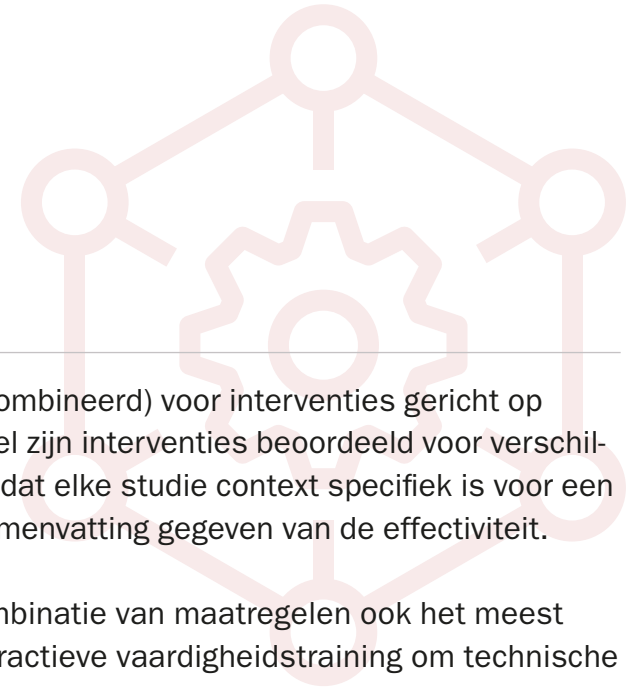 ombineerd) voor interventies gericht op
el zijn interventies beoordeeld voor verschil-
dat elke studie context specifiek is voor een
menvatting gegeven van de effectiviteit.
mbinatie van maatregelen ook het meest
ractieve vaardigheidstraining om technische